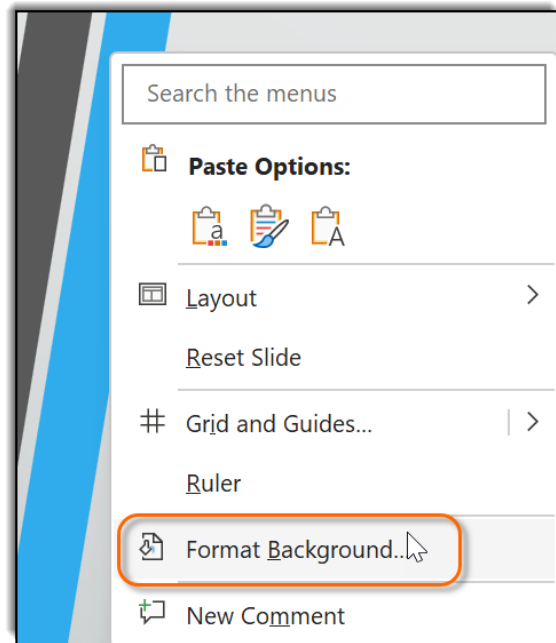 Search the menus
Paste Options:
a
A
Layout
Reset Slide
Grid and Guides...
Ruler
Format Background...
New Comment